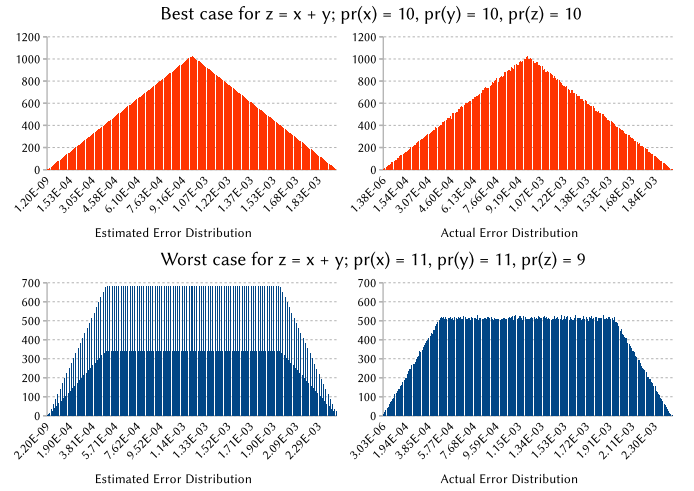 Best case for z = x + y; pr(x) = 10, pr(y) = 10, pr(z) = 10
1200
1000
800
600
400
200
0
1.20E-09
1.53E-04
3.05E-04
4.58E-04
6.10E-04
7.63E-04
9.16E-04
1.07E-03
1.22E-03
1.37E-03
1.53E-03
1.68E-03
1.83E-03
Estimated Error Distribution
1200
1000
800
600
400
200
0
1.38E-06
1.54E-04
3.07E-04
4.60E-04
6.13E-04
7.66E-04
9.19E-04
1.07E-03
1.22E-03
1.38E-03
1.53E-03
1.68E-03
1.84E-03
Actual Error Distribution
Worst case for z = x + y; pr(x) = 11, pr(y) = 11, pr(z) = 9
700
600
500
400
300
200
100
0
2.20E-09
1.90E-04
3.81E-04
5.71E-04
7.62E-04
9.52E-04
1.14E-03
1.33E-03
1.52E-03
1.71E-03
1.90E-03
2.09E-03
2.29E-03
Estimated Error Distribution
700
600
500
400
300
200
100
0
3.03E-06
1.94E-04
3.85E-04
5.77E-04
7.68E-04
9.59E-04
1.15E-03
1.34E-03
1.53E-03
1.72E-03
1.91E-03
2.11E-03
2.30E-03
Actual Error Distribution